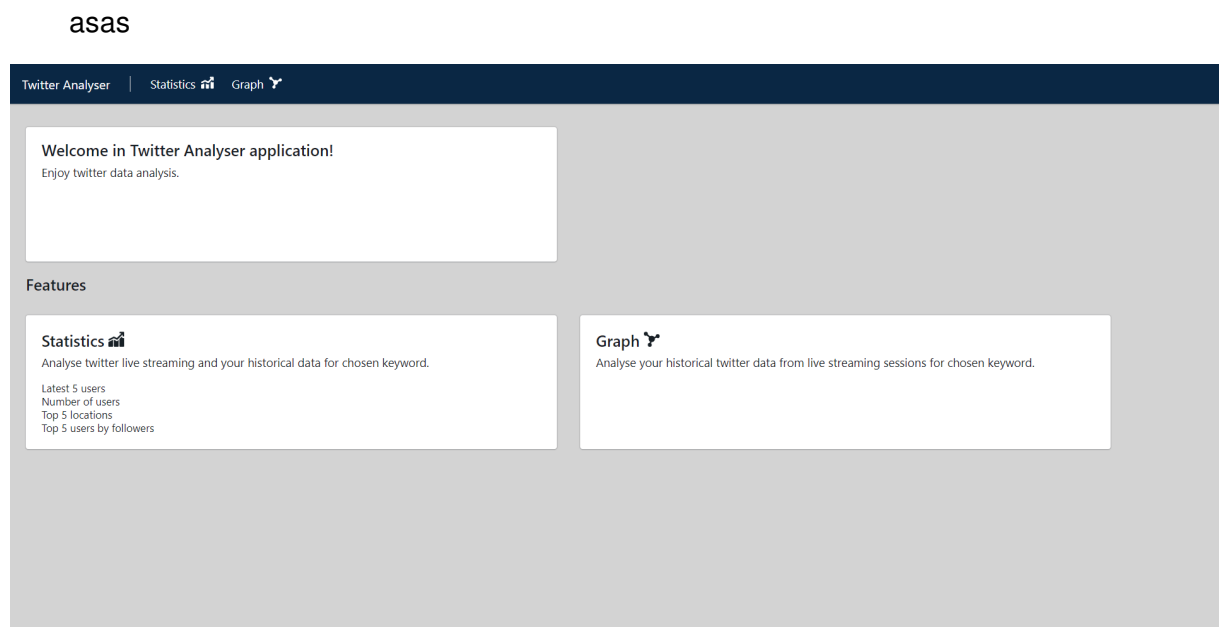 asas
Twitter Analyser | Statistics Graph
Welcome in Twitter Analyser application!
Enjoy twitter data analysis.
Features
Statistics
Analyse twitter live streaming and your historical data for chosen keyword.
Latest 5 users
Number of users
Top 5 locations
Top 5 users by followers
Graph
Analyse your historical twitter data from live streaming sessions for chosen keyword.